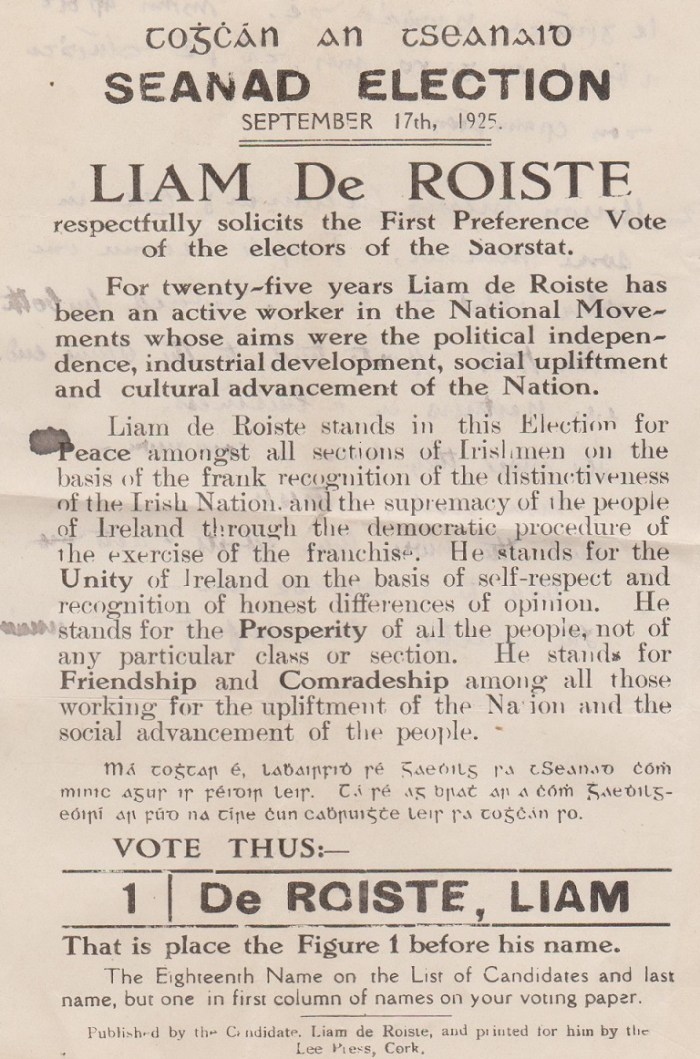 toġċán an tseanaid
SEANAD ELECTION
SEPTEMBER 17th, 1925.
LIAM De ROISTE
respectfully solicits the First Preference Vote
of the electors of the Saorstat.
For twenty-five years Liam de Roiste has
been an active worker in the National Move-
ments whose aims were the political indepen-
dence, industrial development, social upliftment
and cultural advancement of the Nation.
Liam de Roiste stands in this Election for
Peace amongst all sections of Irishmen on the
basis of the frank recognition of the distinctiveness
of the Irish Nation, and the supremacy of the people
of Ireland through the democratic procedure of
the exercise of the franchise. He stands for the
Unity of Ireland on the basis of self-respect and
recognition of honest differences of opinion. He
stands for the Prosperity of all the people, not of
any particular class or section. He stands for
Friendship and Comradeship among all those
working for the upliftment of the Nation and the
social advancement of the people.
Má toġtar é, labairfiḋ sé Gaeḋilg sa tSeanad ċóṁ
minic agus is féidir leis. Tá sé ag braṫ ar a ċóṁ Ġaeḋilg-
eóirí ar fúd na tíre ċun cabruiġṫe leis sa toġċán so.
VOTE THUS:—
1 | De ROISTE, LIAM
That is place the Figure 1 before his name.
The Eighteenth Name on the List of Candidates and last
name, but one in first column of names on your voting paper.
Published by the Candidate, Liam de Roiste, and printed for him by the
Lee Press, Cork.